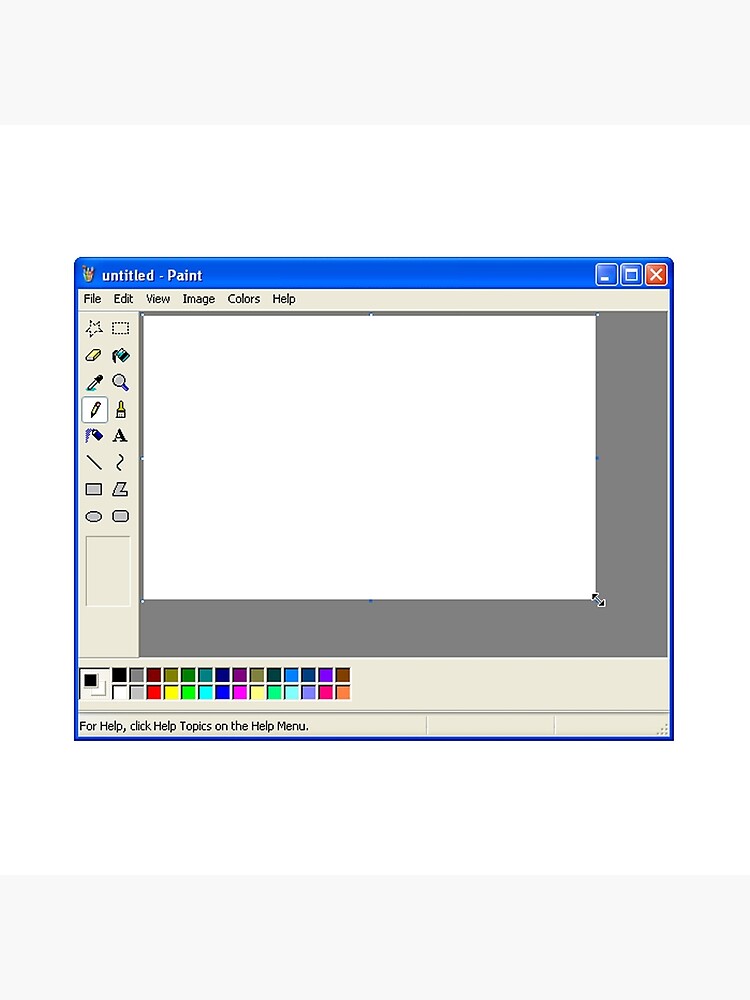 untitled - Paint
File Edit View Image Colors Help
A
For Help, click Help Topics on the Help Menu.